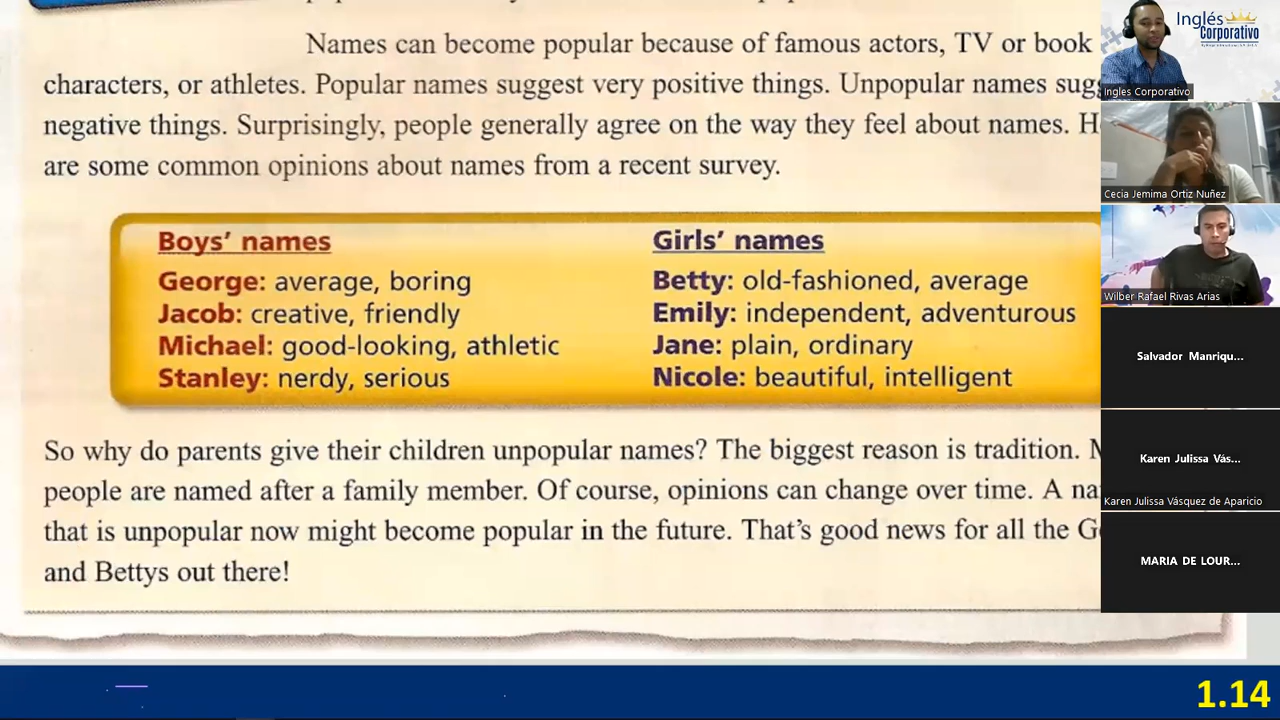 Names can become popular because of famous actors, TV or book
characters, or athletes. Popular names suggest very positive things. Unpopular names sugg
negative things. Surprisingly, people generally agree on the way they feel about names. H
are some common opinions about names from a recent survey.
Boys' names
George: average, boring
Jacob: creative, friendly
Michael: good-looking, athletic
Stanley: nerdy, serious
Girls' names
Betty: old-fashioned, average
Emily: independent, adventurous
Jane: plain, ordinary
Nicole: beautiful, intelligent
So why do parents give their children unpopular names? The biggest reason is tradition. M
people are named after a family member. Of course, opinions can change over time. A na
that is unpopular now might become popular in the future. That's good news for all the G
and Bettys out there!
Inglés
Corporativo
Ingles Corporativo
Cecia Jemima Ortiz Nuñez
Wilber Rafael Rivas Arias
Salvador Manriqu...
Karen Julissa Vás...
Karen Julissa Vásquez de Aparicio
MARIA DE LOUR...
1.14